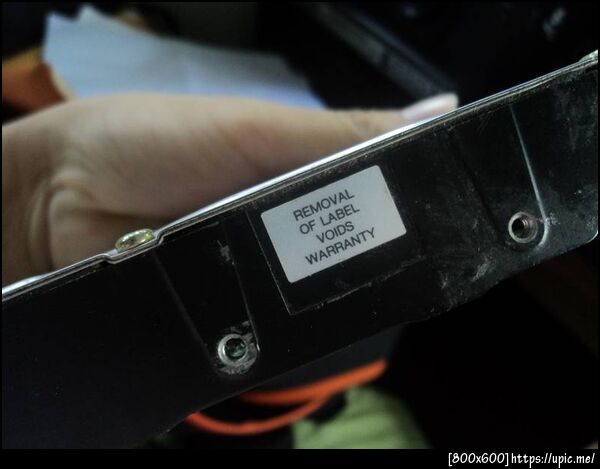 REMOVAL
OF LABEL
VOIDS
WARRANTY
[800x600]https://upic.me/